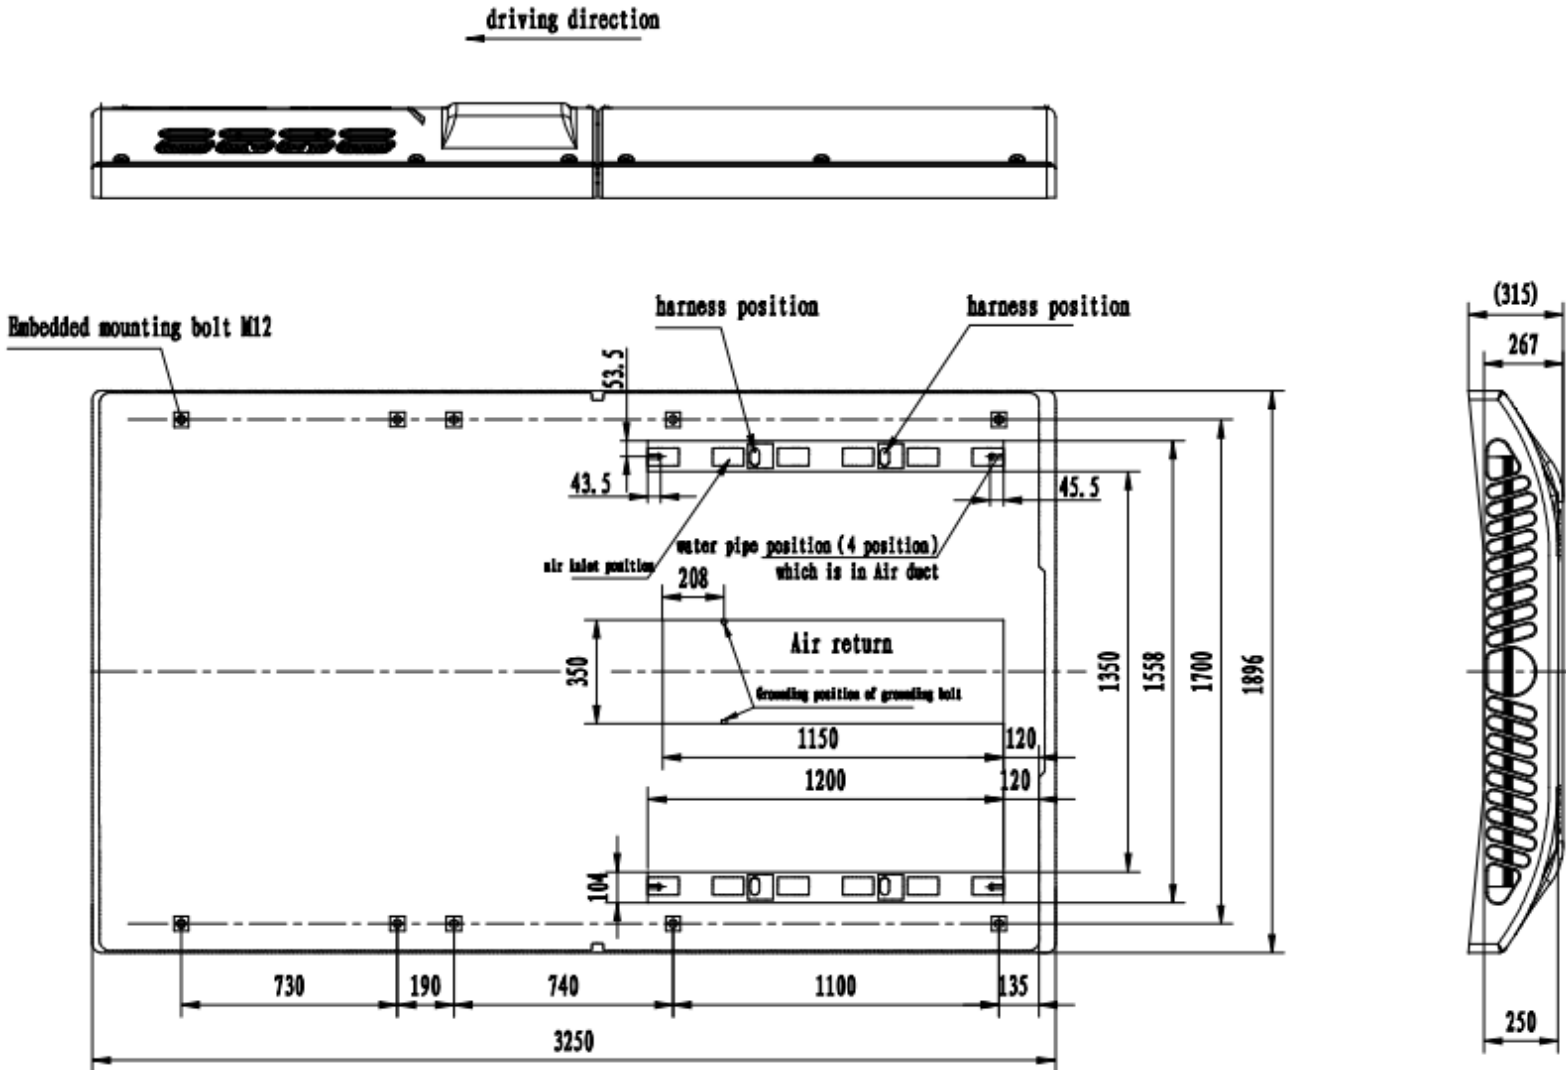 driving direction
(315)
harness position
harness position
267
Embedded mounting bolt M12
53.5
43.5
45.5
water pipe position (4 position)
air inlet position
which is in Air duct
208
Air return
350
1350
1558
1700
1896
Grounding position of grounding bolt
1150
120
1200
120
104
730
190
740
1100
135
250
3250